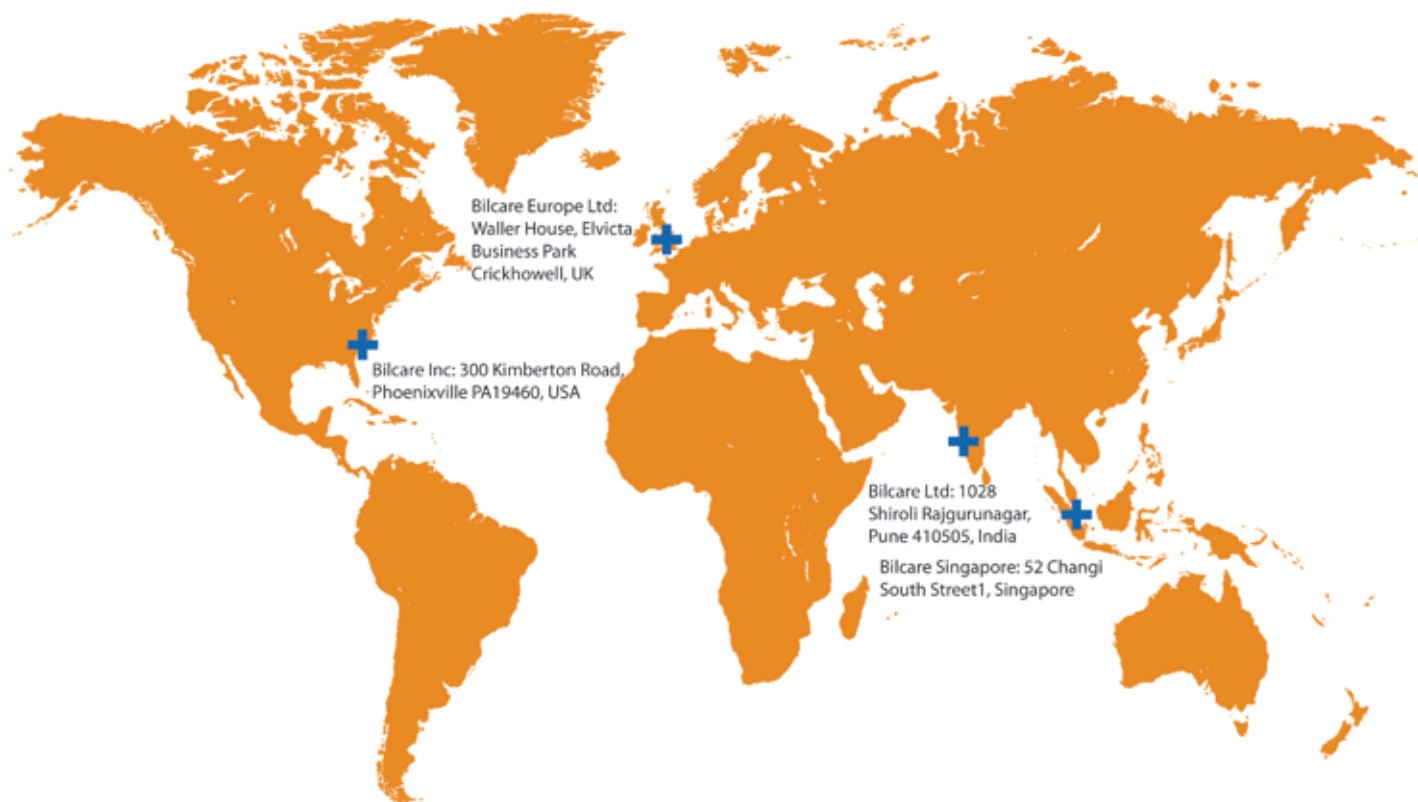 Bilcare Europe Ltd:
Waller House, Elvicta
Business Park
Crickhowell, UK
Bilcare Inc: 300 Kimberton Road,
Phoenixville PA19460, USA
Bilcare Ltd: 1028
Shiroli Rajgurunagar,
Pune 410505, India
Bilcare Singapore: 52 Changi
South Street1, Singapore